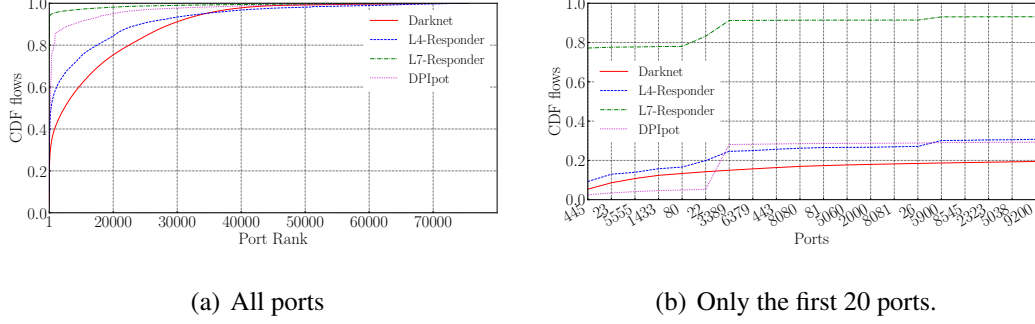 1.0
0.8
0.6
0.4
0.2
0.0
CDF flows
Darknet
L4-Responder
L7-Responder
DPIpot
1 10000 20000 30000 40000 50000 60000 70000
Port Rank
(a) All ports
1.0
0.8
0.6
0.4
0.2
0.0
CDF flows
Darknet
L4-Responder
L7-Responder
DPIpot
445 23 5555 1433 80 22 3389 6379 443 8080 81 5060 2000 8081 26 5900 8545 2323 5038 9200
Ports
(b) Only the first 20 ports.